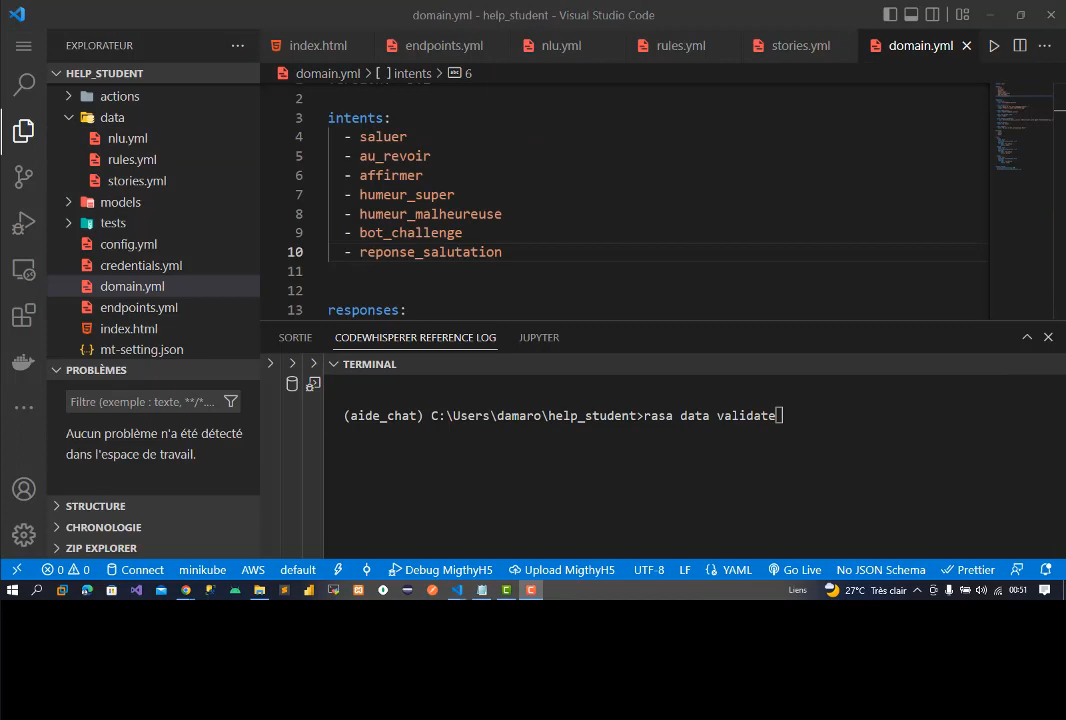 domain.yml - help_student - Visual Studio Code
EXPLORATEUR
index.html
endpoints.yml
nlu.yml
rules.yml
stories.yml
domain.yml
HELP_STUDENT
actions
data
nlu.yml
rules.yml
stories.yml
models
tests
config.yml
credentials.yml
domain.yml
endpoints.yml
index.html
mt-setting.json
PROBLÈMES
Filtre (exemple : texte, **/*....
Aucun problème n'a été détecté
dans l'espace de travail.
STRUCTURE
CHRONOLOGIE
ZIP EXPLORER
domain.yml > [ ] intents > abc 6
2
3 intents:
4 - saluer
5 - au_revoir
6 - affirmer
7 - humeur_super
8 - humeur_malheureuse
9 - bot_challenge
10 - reponse_salutation
11
12
13 responses:
SORTIE
CODEWHISPERER REFERENCE LOG
JUPYTER
TERMINAL
(aide_chat) C:\Users\damaro\help_student>rasa data validate
0 0 Connect minikube AWS default Debug MigthyH5 Upload MigthyH5 UTF-8 LF YAML Go Live No JSON Schema Prettier
Liens 27°C Très clair 00:51